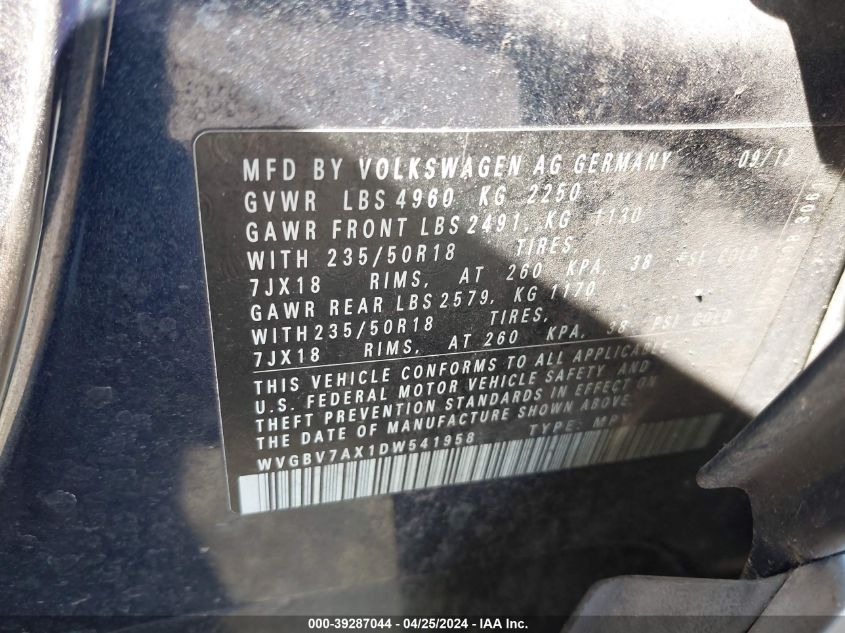 MFD BY VOLKSWAGEN AG GERMANY 09/12
GVWR LBS 4960 KG 2250
GAWR FRONT LBS 2491, KG 1130
WITH 235/50R18 TIRES,
7JX18 RIMS, AT 260 KPA, 38 PSI COLD
GAWR REAR LBS 2579, KG 1170
WITH 235/50R18 TIRES,
7JX18 RIMS, AT 260 KPA, 38 PSI COLD
THIS VEHICLE CONFORMS TO ALL APPLICABLE
U.S. FEDERAL MOTOR VEHICLE SAFETY, AND
THEFT PREVENTION STANDARDS IN EFFECT ON
THE DATE OF MANUFACTURE SHOWN ABOVE.
WVGBV7AX1DW541958 TYPE:
000-39287044 - 04/25/2024 - IAA Inc.